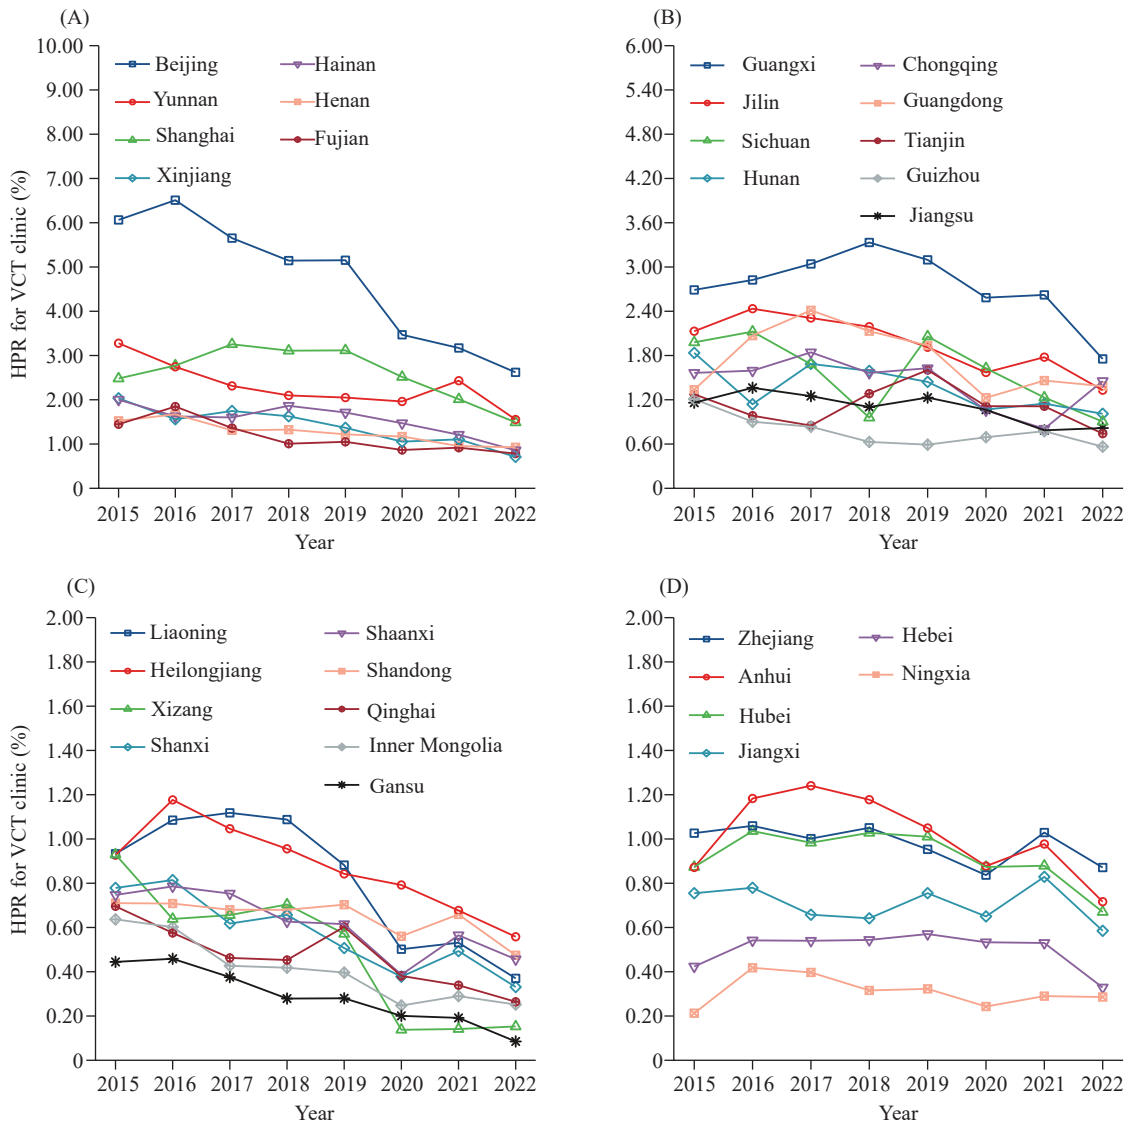 (A)
HPR for VCT clinic (%)
10.00
9.00
8.00
7.00
6.00
5.00
4.00
3.00
2.00
1.00
0
Beijing
Yunnan
Shanghai
Xinjiang
Hainan
Henan
Fujian
2015 2016 2017 2018 2019 2020 2021 2022
Year
(B)
HPR for VCT clinic (%)
6.00
5.40
4.80
4.20
3.60
3.00
2.40
1.80
1.20
0.60
0
Guangxi
Jilin
Sichuan
Hunan
Chongqing
Guangdong
Tianjin
Guizhou
Jiangsu
2015 2016 2017 2018 2019 2020 2021 2022
Year
(C)
HPR for VCT clinic (%)
2.00
1.80
1.60
1.40
1.20
1.00
0.80
0.60
0.40
0.20
0
Liaoning
Heilongjiang
Xizang
Shanxi
Shaanxi
Shandong
Qinghai
Inner Mongolia
Gansu
2015 2016 2017 2018 2019 2020 2021 2022
Year
(D)
HPR for VCT clinic (%)
2.00
1.80
1.60
1.40
1.20
1.00
0.80
0.60
0.40
0.20
0
Zhejiang
Anhui
Hubei
Jiangxi
Hebei
Ningxia
2015 2016 2017 2018 2019 2020 2021 2022
Year